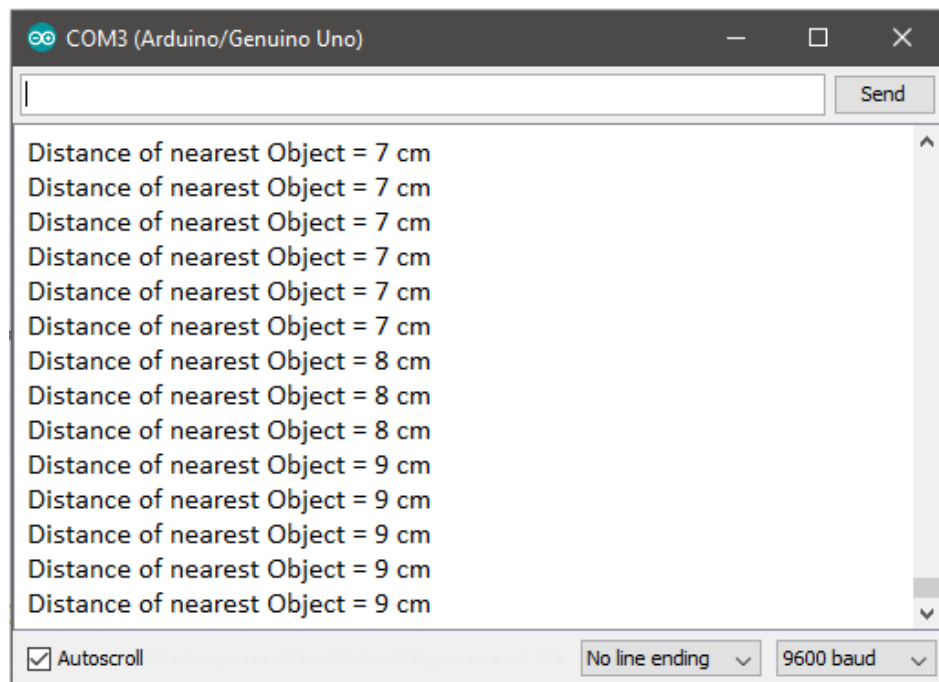 COM3 (Arduino/Genuino Uno)
Send
Distance of nearest Object = 7 cm
Distance of nearest Object = 7 cm
Distance of nearest Object = 7 cm
Distance of nearest Object = 7 cm
Distance of nearest Object = 7 cm
Distance of nearest Object = 7 cm
Distance of nearest Object = 8 cm
Distance of nearest Object = 8 cm
Distance of nearest Object = 8 cm
Distance of nearest Object = 9 cm
Distance of nearest Object = 9 cm
Distance of nearest Object = 9 cm
Distance of nearest Object = 9 cm
Distance of nearest Object = 9 cm
Autoscroll No line ending 9600 baud